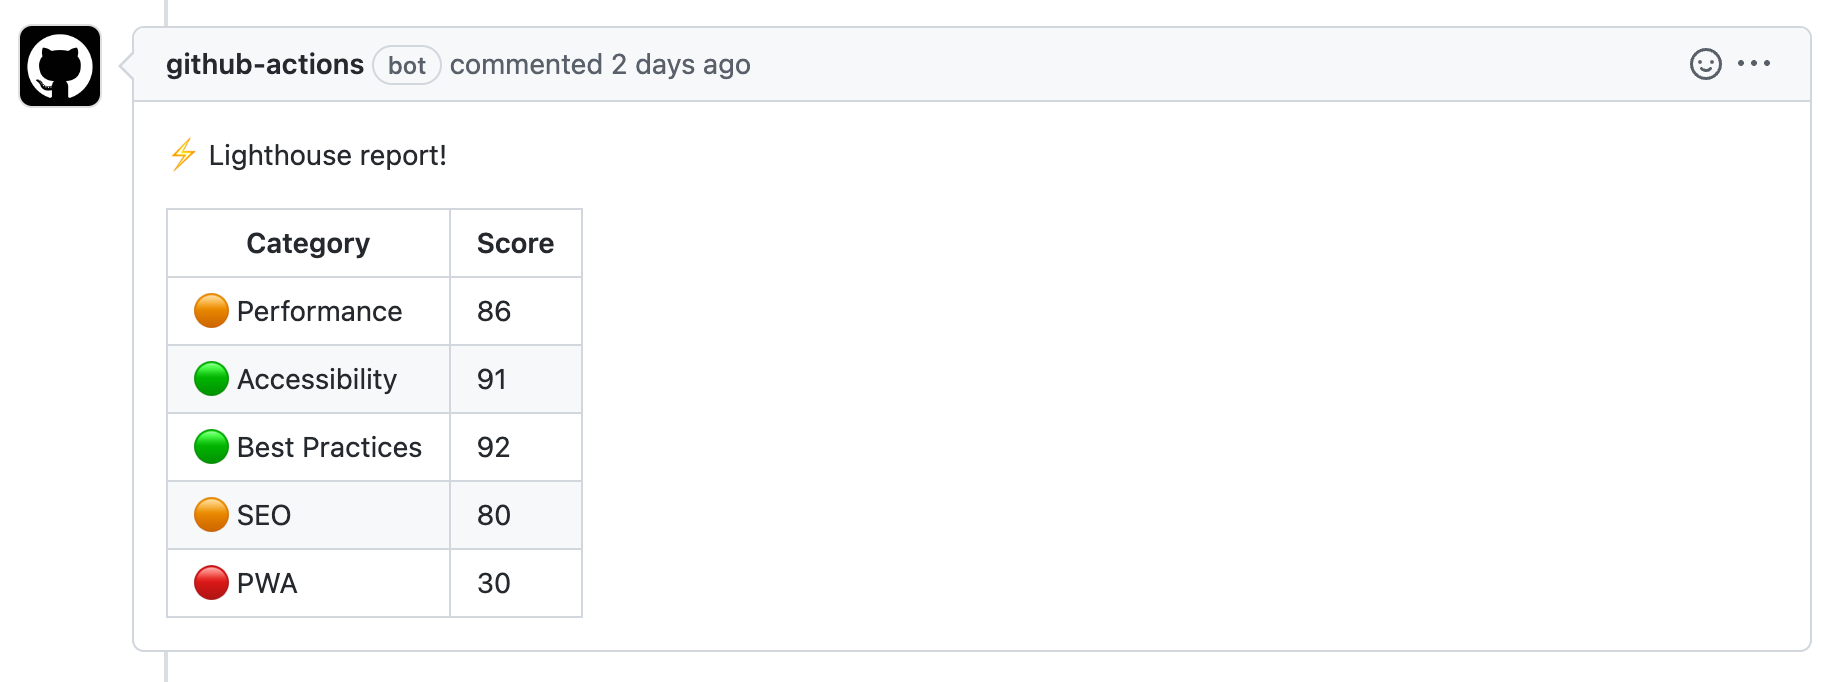 github-actions bot commented 2 days ago
⚡ Lighthouse report!
Category Score
🟠 Performance 86
🟢 Accessibility 91
🟢 Best Practices 92
🟠 SEO 80
🔴 PWA 30